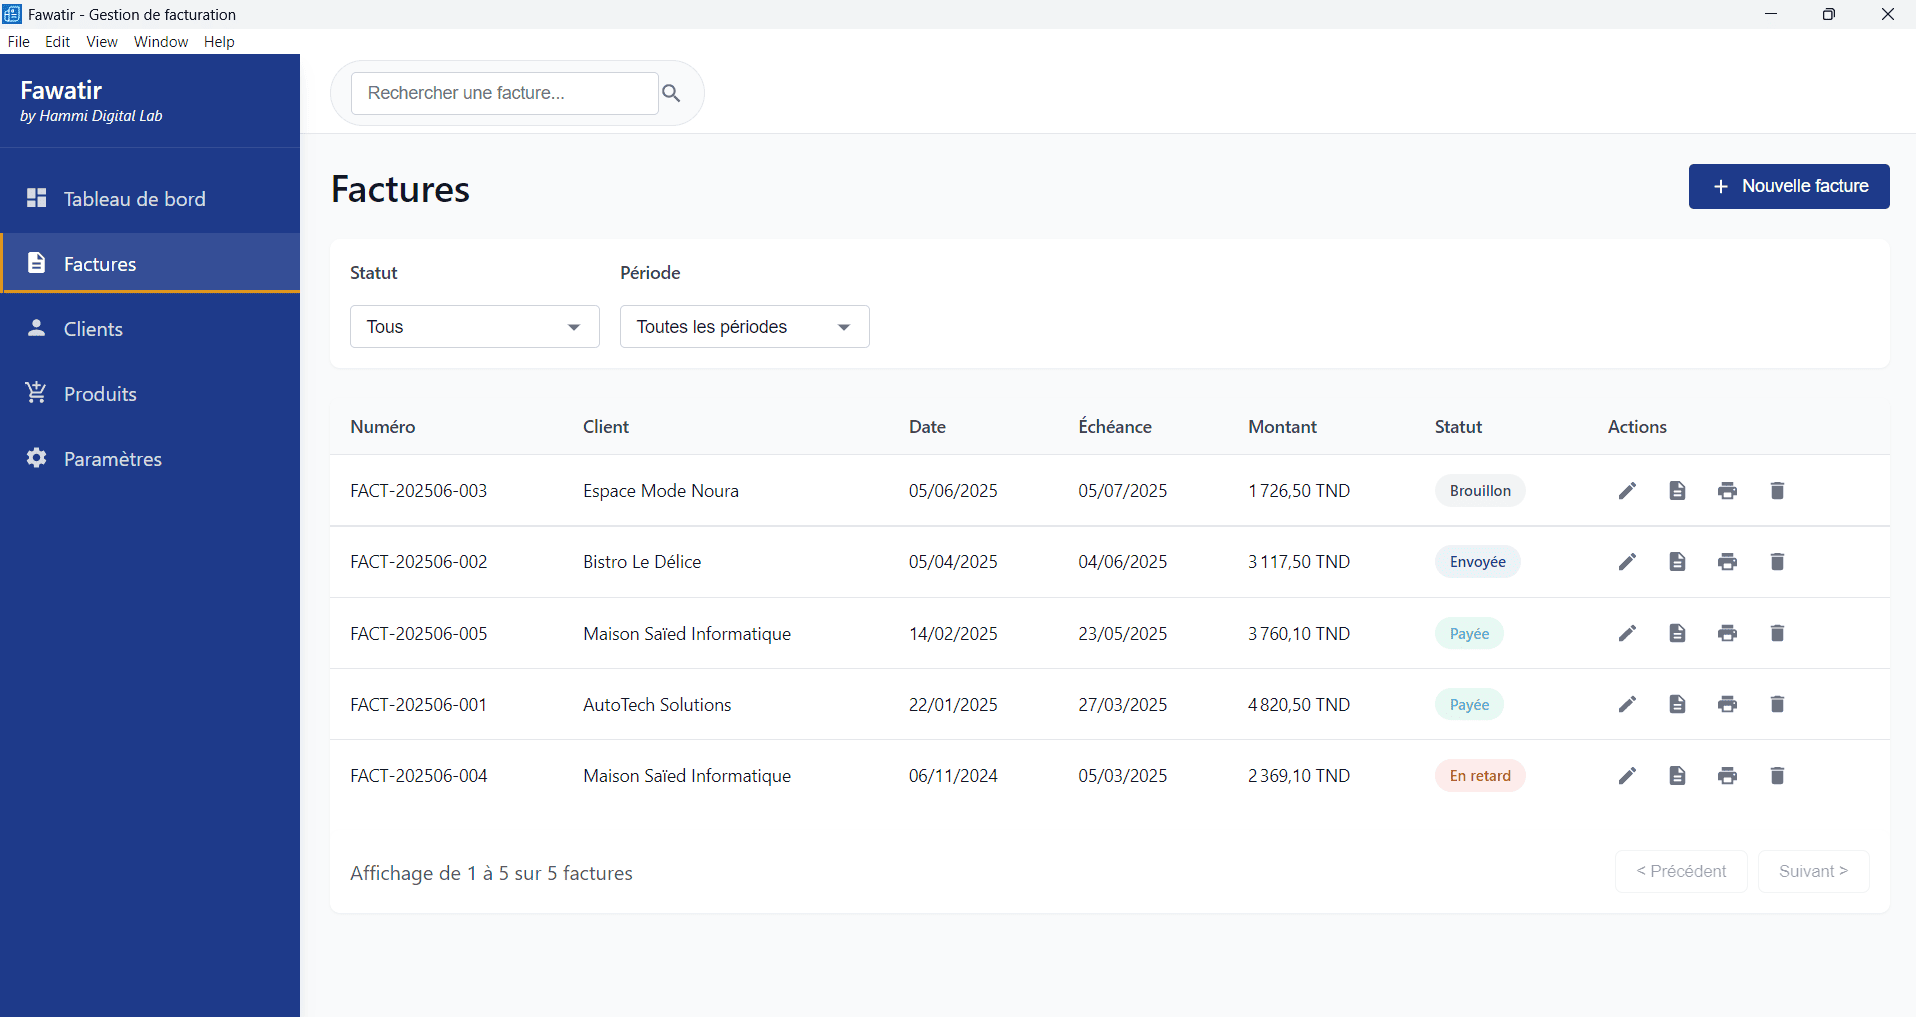 Fawatir - Gestion de facturation
File Edit View Window Help
Fawatir
by Hammi Digital Lab
Rechercher une facture...
Tableau de bord
Factures
Clients
Produits
Paramètres
Factures
+ Nouvelle facture
Statut Période
Tous Toutes les périodes
Numéro Client Date Échéance Montant Statut Actions
FACT-202506-003 Espace Mode Noura 05/06/2025 05/07/2025 1 726,50 TND Brouillon
FACT-202506-002 Bistro Le Délice 05/04/2025 04/06/2025 3 117,50 TND Envoyée
FACT-202506-005 Maison Saïed Informatique 14/02/2025 23/05/2025 3 760,10 TND Payée
FACT-202506-001 AutoTech Solutions 22/01/2025 27/03/2025 4 820,50 TND Payée
FACT-202506-004 Maison Saïed Informatique 06/11/2024 05/03/2025 2 369,10 TND En retard
Affichage de 1 à 5 sur 5 factures
< Précédent Suivant >